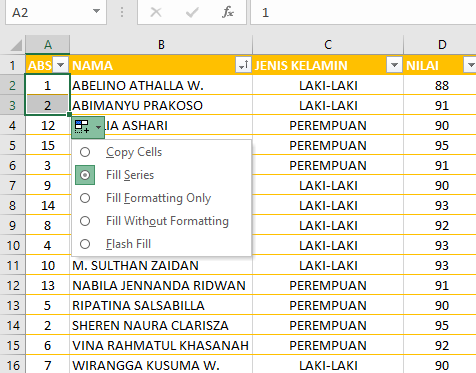 A2 fx 1
A B C D
1 ABS NAMA JENIS KELAMIN NILAI
2 1 ABELINO ATHALLA W. LAKI-LAKI 88
3 2 ABIMANYU PRAKOSO LAKI-LAKI 91
4 12 IA ASHARI PEREMPUAN 90
5 15 PEREMPUAN 95
Copy Cells
6 3 PEREMPUAN 91
Fill Series
7 9 LAKI-LAKI 90
Fill Formatting Only
8 14 LAKI-LAKI 93
9 8 LAKI-LAKI 92
Fill Without Formatting
10 4 LAKI-LAKI 93
Flash Fill
11 10 M. SULTHAN ZAIDAN LAKI-LAKI 93
12 13 NABILA JENNANDA RIDWAN PEREMPUAN 91
13 5 RIPATINA SALSABILLA PEREMPUAN 90
14 2 SHEREN NAURA CLARISZA PEREMPUAN 95
15 6 VINA RAHMATUL KHASANAH PEREMPUAN 92
16 7 WIRANGGA KUSUMA W. LAKI-LAKI 90